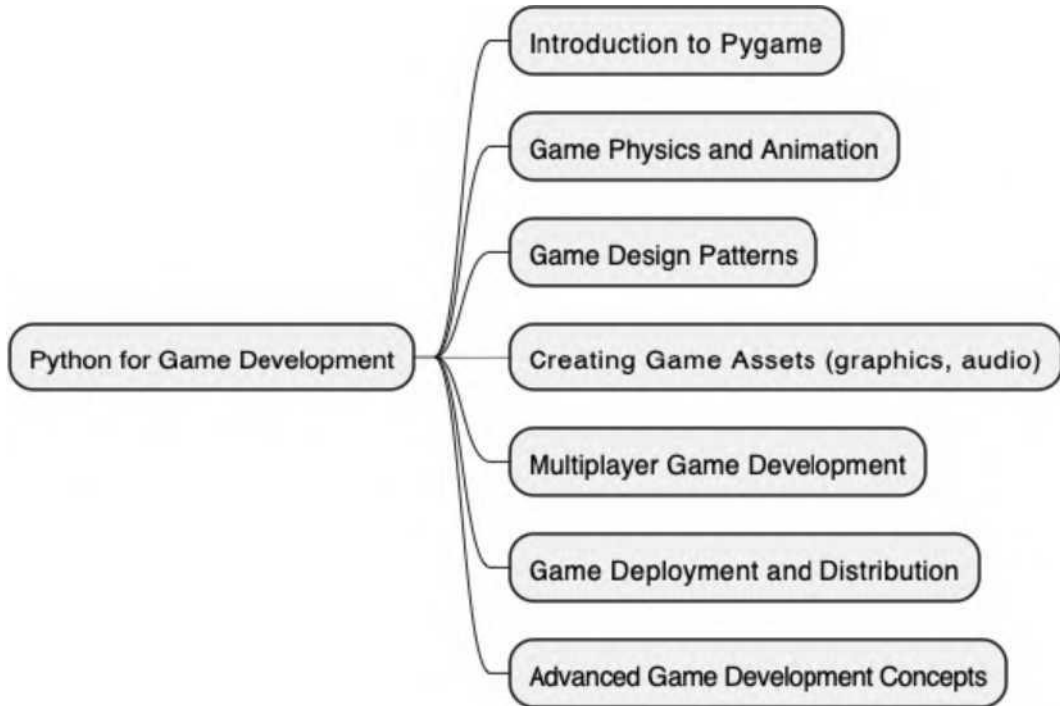 Introduction to Pygame
Game Physics and Animation
Game Design Patterns
Python for Game Development
Creating Game Assets (graphics, audio)
Multiplayer Game Development
Game Deployment and Distribution
Advanced Game Development Concepts